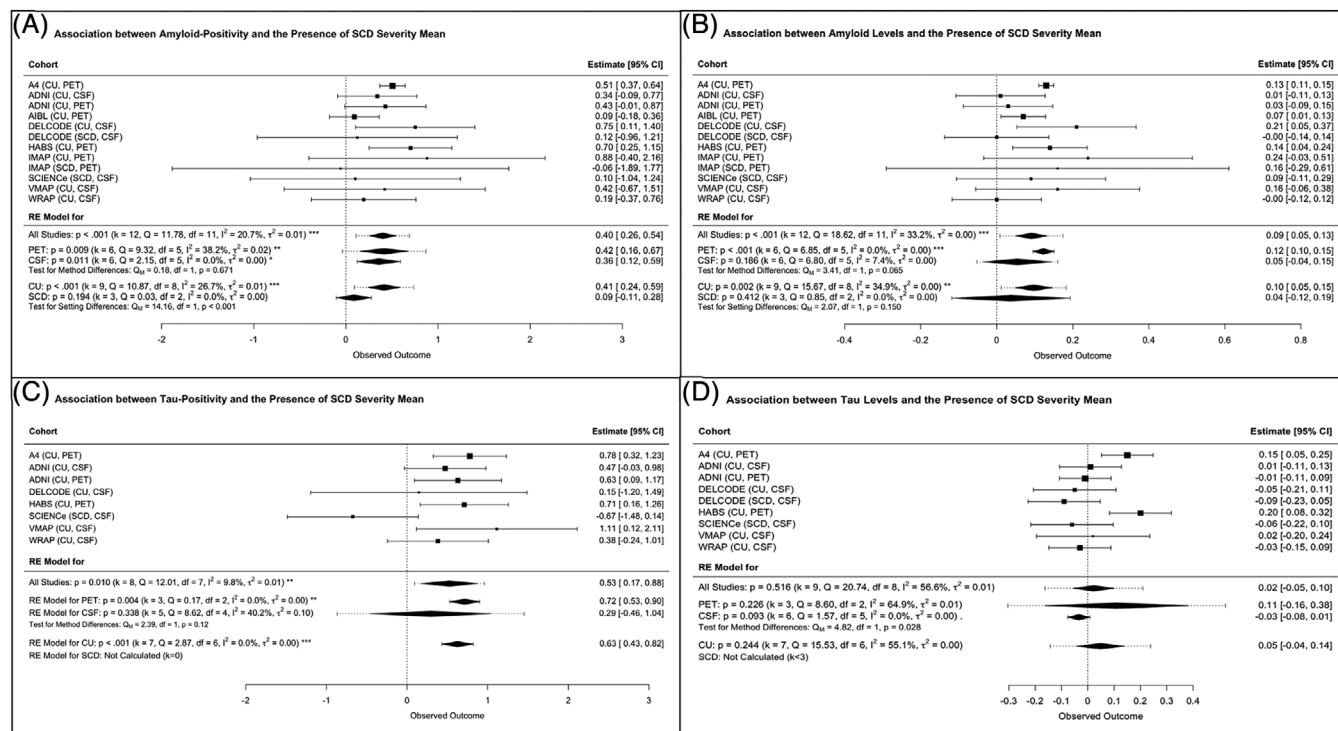 (A)
Association between Amyloid-Positivity and the Presence of SCD Severity Mean
Cohort Estimate [95% CI]
A4 (CU, PET) 0.51 [ 0.37, 0.64]
ADNI (CU, CSF) 0.34 [-0.09, 0.77]
ADNI (CU, PET) 0.43 [-0.01, 0.87]
AIBL (CU, PET) 0.09 [-0.18, 0.36]
DELCODE (CU, CSF) 0.75 [ 0.11, 1.40]
DELCODE (SCD, CSF) 0.12 [-0.96, 1.21]
HABS (CU, PET) 0.70 [ 0.25, 1.15]
IMAP (CU, PET) 0.88 [-0.40, 2.16]
IMAP (SCD, PET) -0.06 [-1.89, 1.77]
SCIENCe (SCD, CSF) 0.10 [-1.04, 1.24]
VMAP (CU, CSF) 0.42 [-0.67, 1.51]
WRAP (CU, CSF) 0.19 [-0.37, 0.76]
RE Model for
All Studies: p < .001 (k = 12, Q = 11.78, df = 11, I² = 20.7%, τ² = 0.01) *** 0.40 [0.26, 0.54]
PET: p = 0.009 (k = 6, Q = 9.32, df = 5, I² = 38.2%, τ² = 0.02) ** 0.42 [0.16, 0.67]
CSF: p = 0.011 (k = 6, Q = 2.15, df = 5, I² = 0.0%, τ² = 0.00) * 0.36 [0.12, 0.59]
Test for Method Differences: Q_M = 0.18, df = 1, p = 0.671
CU: p < .001 (k = 9, Q = 10.87, df = 8, I² = 26.7%, τ² = 0.01) *** 0.41 [ 0.24, 0.59]
SCD: p = 0.194 (k = 3, Q = 0.03, df = 2, I² = 0.0%, τ² = 0.00) 0.09 [-0.11, 0.28]
Test for Setting Differences: Q_M = 14.16, df = 1, p < 0.001
-2 -1 0 1 2 3
Observed Outcome
(B)
Association between Amyloid Levels and the Presence of SCD Severity Mean
Cohort Estimate [95% CI]
A4 (CU, PET) 0.13 [ 0.11, 0.15]
ADNI (CU, CSF) 0.01 [-0.11, 0.13]
ADNI (CU, PET) 0.03 [-0.09, 0.15]
AIBL (CU, PET) 0.07 [ 0.01, 0.13]
DELCODE (CU, CSF) 0.21 [ 0.05, 0.37]
DELCODE (SCD, CSF) -0.00 [-0.14, 0.14]
HABS (CU, PET) 0.14 [ 0.04, 0.24]
IMAP (CU, PET) 0.24 [-0.03, 0.51]
IMAP (SCD, PET) 0.16 [-0.29, 0.61]
SCIENCe (SCD, CSF) 0.09 [-0.11, 0.29]
VMAP (CU, CSF) 0.16 [-0.06, 0.38]
WRAP (CU, CSF) -0.00 [-0.12, 0.12]
RE Model for
All Studies: p < .001 (k = 12, Q = 18.62, df = 11, I² = 33.2%, τ² = 0.00) *** 0.09 [0.05, 0.13]
PET: p < .001 (k = 6, Q = 6.85, df = 5, I² = 0.0%, τ² = 0.00) *** 0.12 [ 0.10, 0.15]
CSF: p = 0.186 (k = 6, Q = 6.80, df = 5, I² = 7.4%, τ² = 0.00) 0.05 [-0.04, 0.15]
Test for Method Differences: Q_M = 3.41, df = 1, p = 0.065
CU: p = 0.002 (k = 9, Q = 15.67, df = 8, I² = 34.9%, τ² = 0.00) ** 0.10 [ 0.05, 0.15]
SCD: p = 0.412 (k = 3, Q = 0.85, df = 2, I² = 0.0%, τ² = 0.00) 0.04 [-0.12, 0.19]
Test for Setting Differences: Q_M = 2.07, df = 1, p = 0.150
-0.4 -0.2 0 0.2 0.4 0.6 0.8
Observed Outcome
(C)
Association between Tau-Positivity and the Presence of SCD Severity Mean
Cohort Estimate [95% CI]
A4 (CU, PET) 0.78 [ 0.32, 1.23]
ADNI (CU, CSF) 0.47 [-0.03, 0.98]
ADNI (CU, PET) 0.63 [ 0.09, 1.17]
DELCODE (CU, CSF) 0.15 [-1.20, 1.49]
HABS (CU, PET) 0.71 [ 0.16, 1.26]
SCIENCe (SCD, CSF) -0.67 [-1.48, 0.14]
VMAP (CU, CSF) 1.11 [ 0.12, 2.11]
WRAP (CU, CSF) 0.38 [-0.24, 1.01]
RE Model for
All Studies: p = 0.010 (k = 8, Q = 12.01, df = 7, I² = 9.8%, τ² = 0.01) ** 0.53 [0.17, 0.88]
RE Model for PET: p = 0.004 (k = 3, Q = 0.17, df = 2, I² = 0.0%, τ² = 0.00) ** 0.72 [ 0.53, 0.90]
RE Model for CSF: p = 0.338 (k = 5, Q = 8.62, df = 4, I² = 40.2%, τ² = 0.10) 0.29 [-0.46, 1.04]
Test for Method Differences: Q_M = 2.39, df = 1, p = 0.12
RE Model for CU: p < .001 (k = 7, Q = 2.87, df = 6, I² = 0.0%, τ² = 0.00) *** 0.63 [0.43, 0.82]
RE Model for SCD: Not Calculated (k=0)
-2 -1 0 1 2 3
Observed Outcome
(D)
Association between Tau Levels and the Presence of SCD Severity Mean
Cohort Estimate [95% CI]
A4 (CU, PET) 0.15 [ 0.05, 0.25]
ADNI (CU, CSF) 0.01 [-0.11, 0.13]
ADNI (CU, PET) -0.01 [-0.11, 0.09]
DELCODE (CU, CSF) -0.05 [-0.21, 0.11]
DELCODE (SCD, CSF) -0.09 [-0.23, 0.05]
HABS (CU, PET) 0.20 [ 0.08, 0.32]
SCIENCe (SCD, CSF) -0.06 [-0.22, 0.10]
VMAP (CU, CSF) 0.02 [-0.20, 0.24]
WRAP (CU, CSF) -0.03 [-0.15, 0.09]
RE Model for
All Studies: p = 0.516 (k = 9, Q = 20.74, df = 8, I² = 56.6%, τ² = 0.01) 0.02 [-0.05, 0.10]
PET: p = 0.226 (k = 3, Q = 8.60, df = 2, I² = 64.9%, τ² = 0.01) 0.11 [-0.16, 0.38]
CSF: p = 0.093 (k = 6, Q = 1.57, df = 5, I² = 0.0%, τ² = 0.00) . -0.03 [-0.08, 0.01]
Test for Method Differences: Q_M = 4.82, df = 1, p = 0.028
CU: p = 0.244 (k = 7, Q = 15.53, df = 6, I² = 55.1%, τ² = 0.00) 0.05 [-0.04, 0.14]
SCD: Not Calculated (k<3)
-0.3 -0.2 -0.1 0 0.1 0.2 0.3 0.4
Observed Outcome